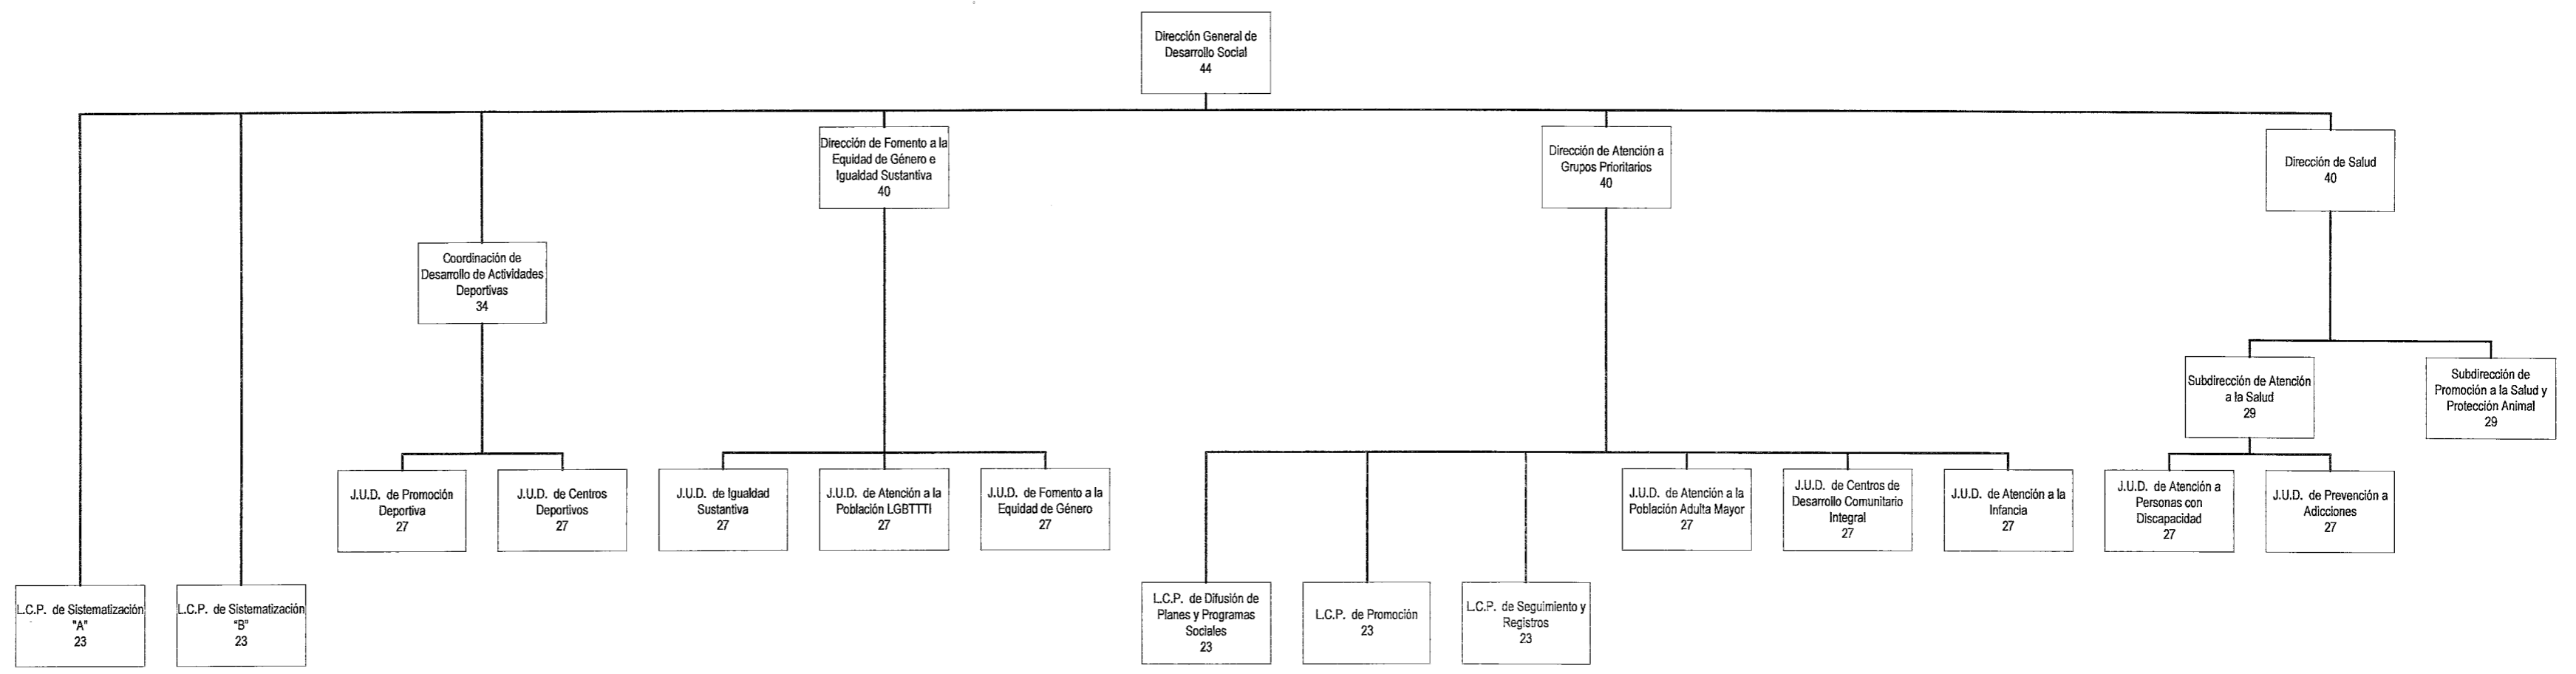 Dirección General de
Desarrollo Social
44
Dirección de Fomento a la
Equidad de Género e
Igualdad Sustantiva
40
Dirección de Atención a
Grupos Prioritarios
40
Dirección de Salud
40
Coordinación de
Desarrollo de Actividades
Deportivas
34
Subdirección de Atención
a la Salud
29
Subdirección de
Promoción a la Salud y
Protección Animal
29
J.U.D. de Promoción
Deportiva
27
J.U.D. de Centros
Deportivos
27
J.U.D. de Igualdad
Sustantiva
27
J.U.D. de Atención a la
Población LGBTTTI
27
J.U.D. de Fomento a la
Equidad de Género
27
J.U.D. de Atención a la
Población Adulta Mayor
27
J.U.D. de Centros de
Desarrollo Comunitario
Integral
27
J.U.D. de Atención a la
Infancia
27
J.U.D. de Atención a
Personas con
Discapacidad
27
J.U.D. de Prevención a
Adicciones
27
L.C.P. de Sistematización
"A"
23
L.C.P. de Sistematización
"B"
23
L.C.P. de Difusión de
Planes y Programas
Sociales
23
L.C.P. de Promoción
23
L.C.P. de Seguimiento y
Registros
23